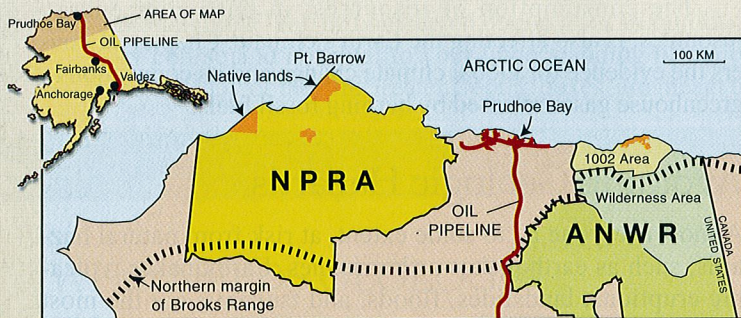 Prudhoe Bay
AREA OF MAP
OIL PIPELINE
Fairbanks
Valdez
Anchorage
Native lands
Pt. Barrow
ARCTIC OCEAN
100 KM
Prudhoe Bay
1002 Area
Wilderness Area
NPRA
OIL
PIPELINE
ANWR
CANADA
UNITED STATES
Northern margin
of Brooks Range